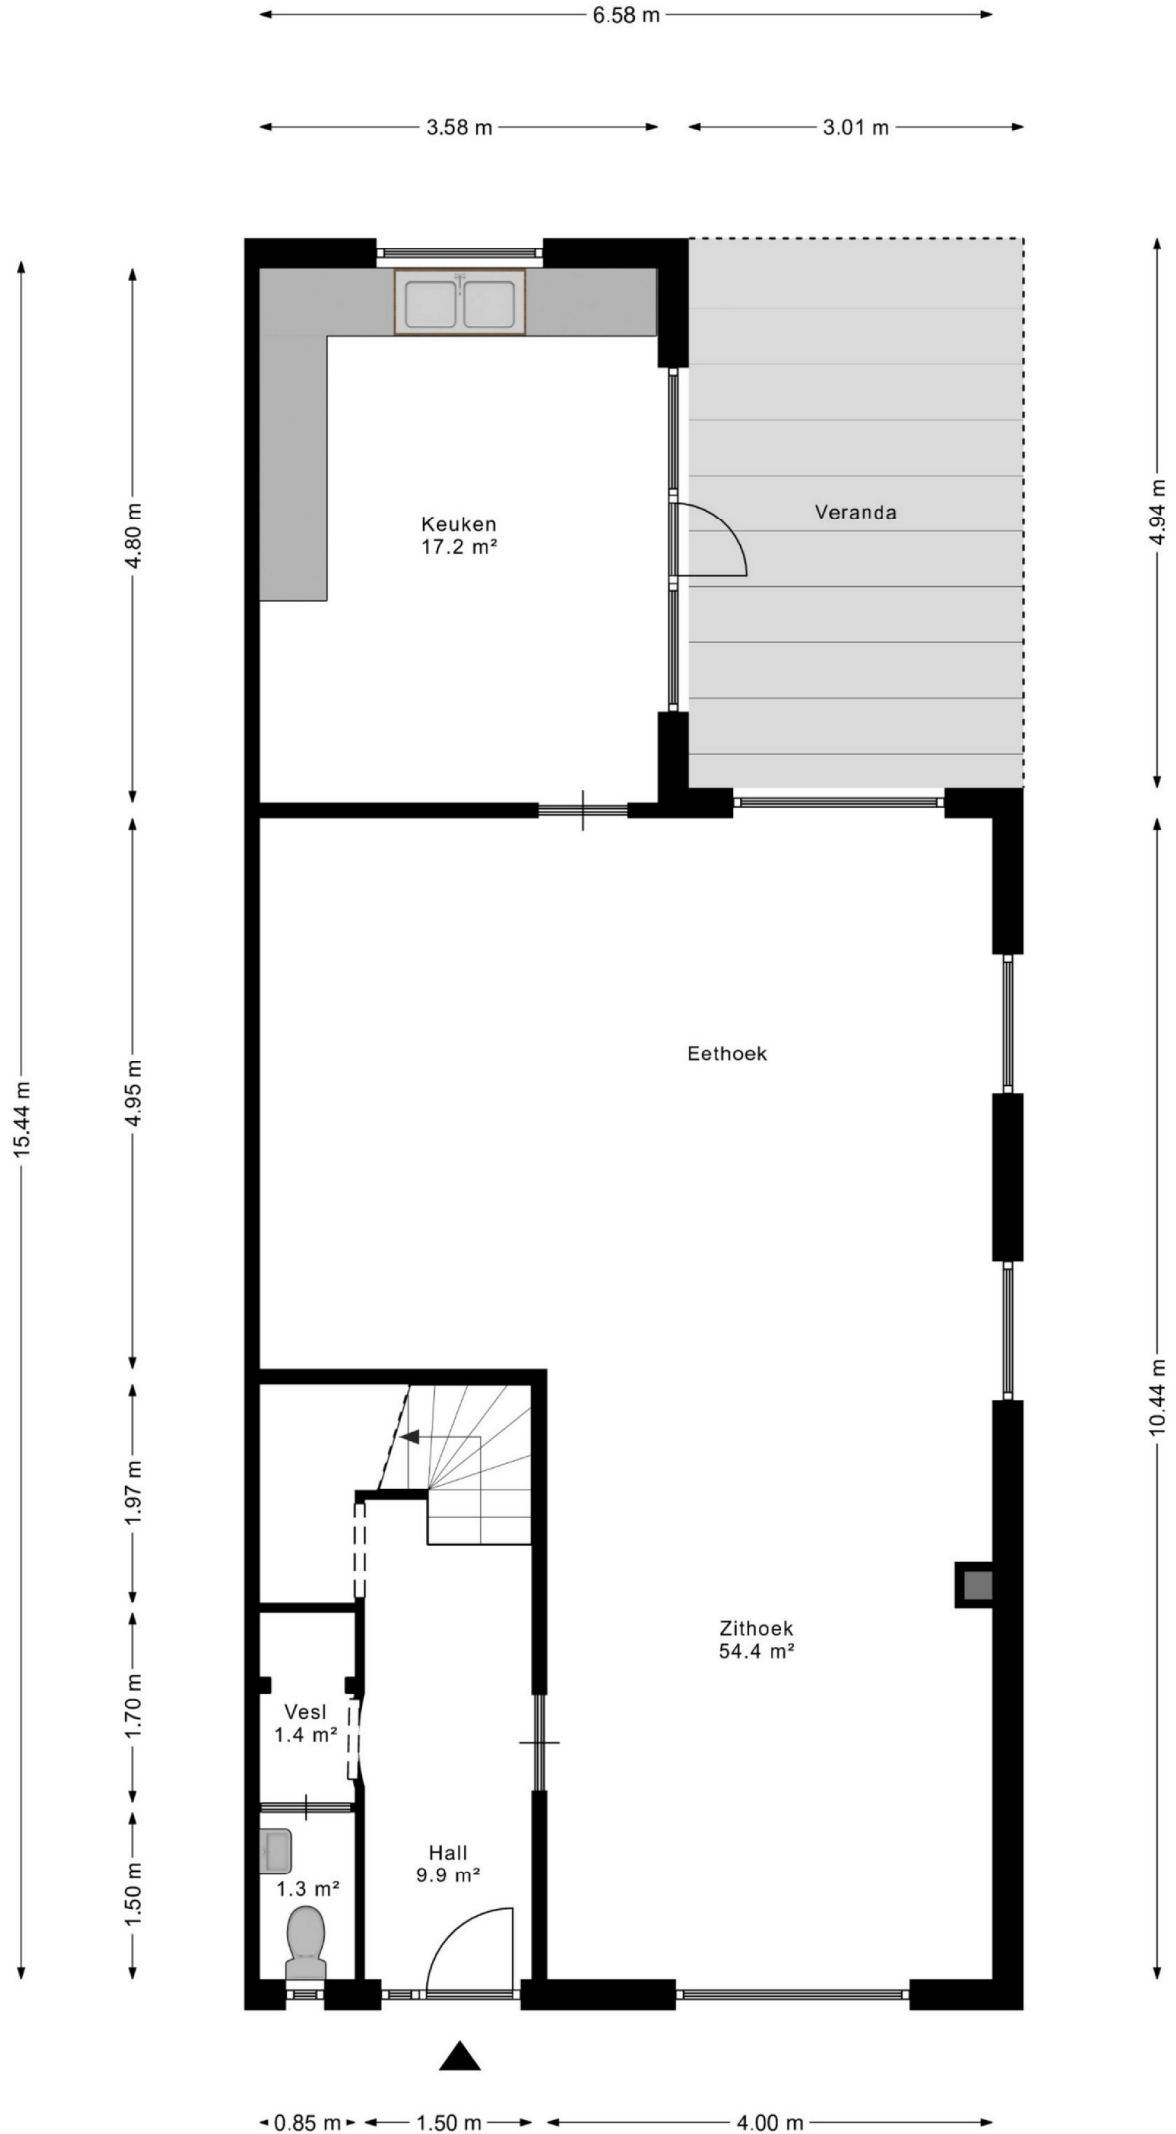 6.58 m
3.58 m
3.01 m
4.80 m
4.94 m
Keuken
17.2 m²
Veranda
15.44 m
4.95 m
Eethoek
10.44 m
1.97 m
Zithoek
54.4 m²
1.70 m
Vesl
1.4 m²
Hall
9.9 m²
1.50 m
1.3 m²
0.85 m
1.50 m
4.00 m